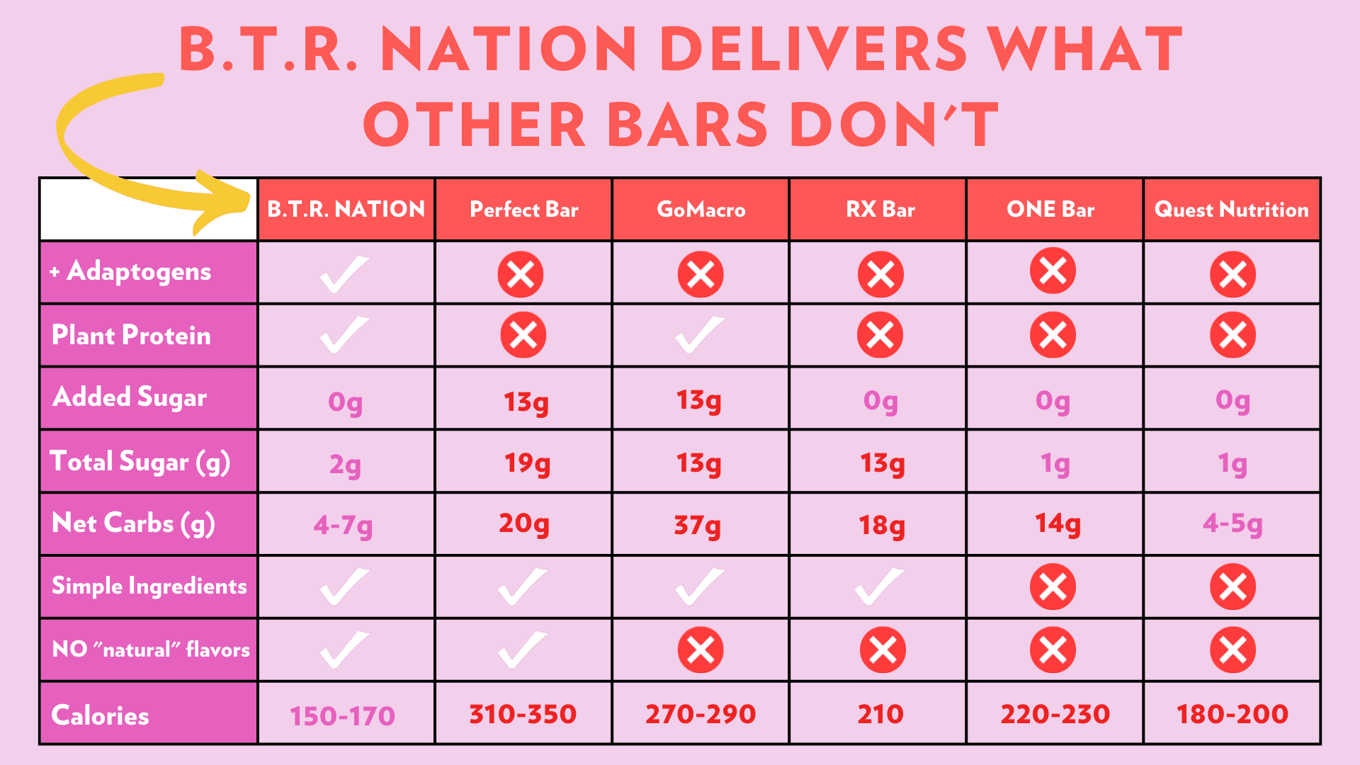 B.T.R. NATION DELIVERS WHAT
OTHER BARS DON'T
B.T.R. NATION Perfect Bar GoMacro RX Bar ONE Bar Quest Nutrition
+ Adaptogens
Plant Protein
Added Sugar 0g 13g 13g 0g 0g 0g
Total Sugar (g) 2g 19g 13g 13g 1g 1g
Net Carbs (g) 4-7g 20g 37g 18g 14g 4-5g
Simple Ingredients
NO "natural" flavors
Calories 150-170 310-350 270-290 210 220-230 180-200